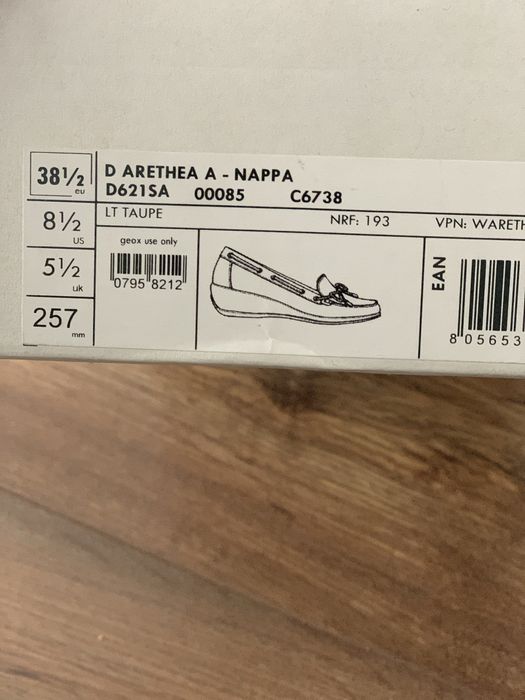 38½
eu
D ARETHEA A - NAPPA
D621SA 00085 C6738
8½
US
LT TAUPE NRF: 193 VPN: WARETH
5½
uk
geox use only
0795 8212
EAN
257
mm
8 05653